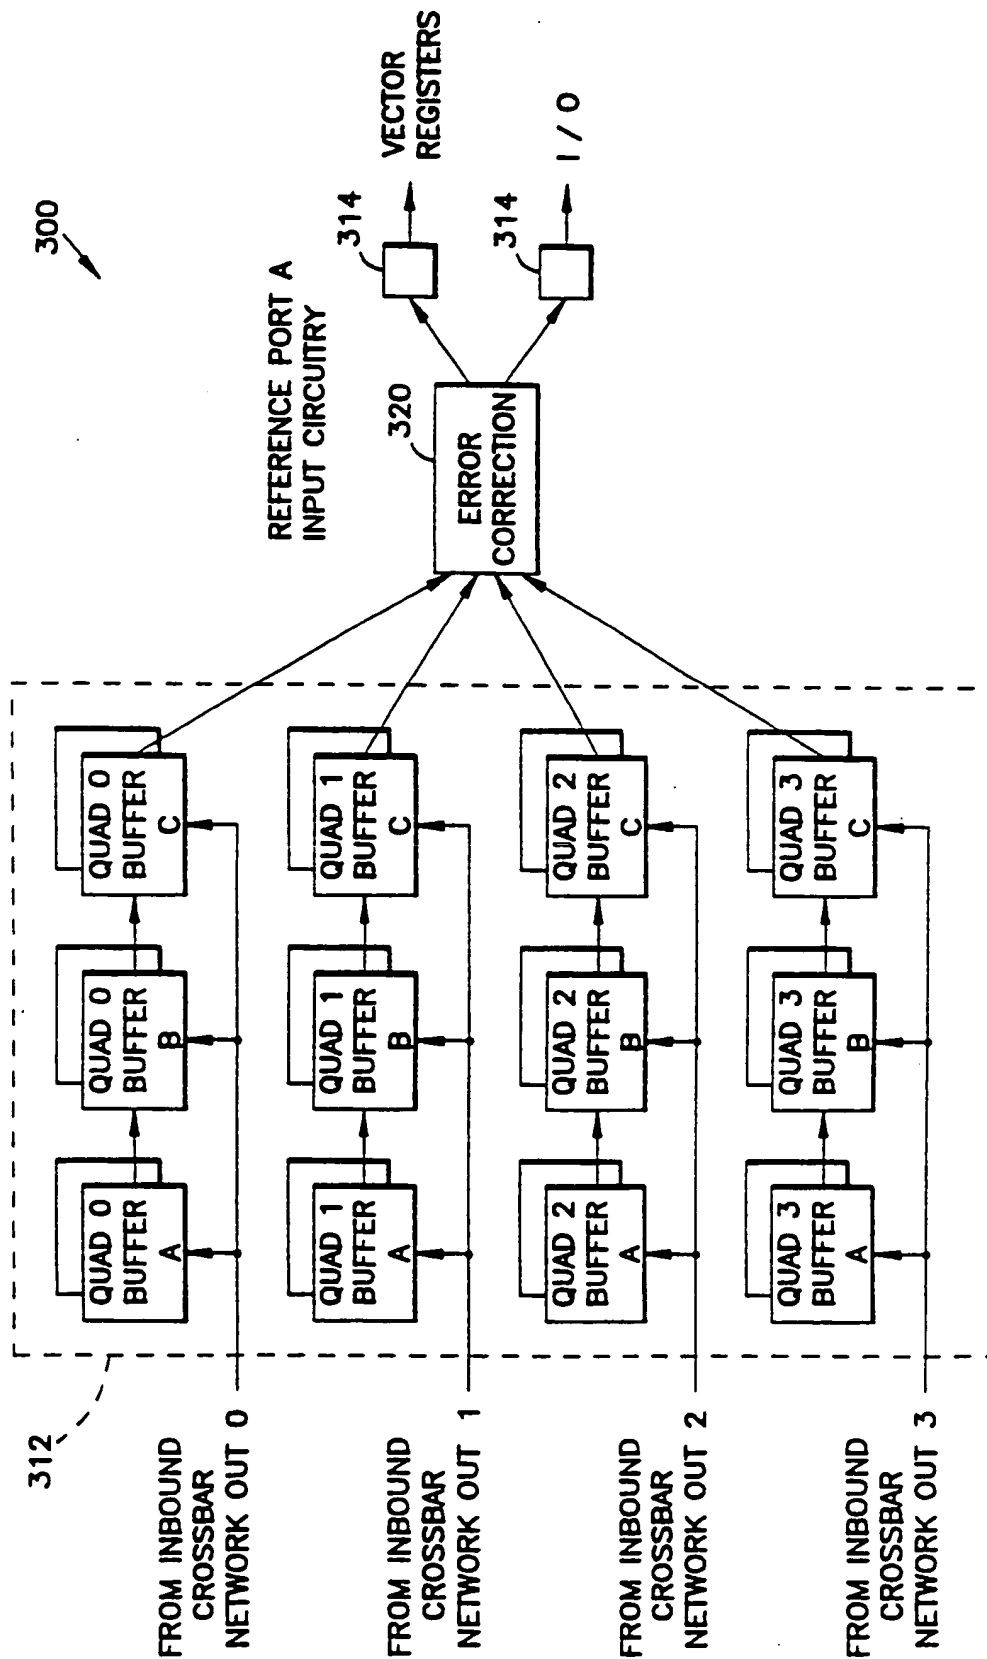 300
REFERENCE PORT A
INPUT CIRCUITRY
312
FROM INBOUND
CROSSBAR
NETWORK OUT 0
QUAD 0
BUFFER
A
QUAD 0
BUFFER
B
QUAD 0
BUFFER
C
FROM INBOUND
CROSSBAR
NETWORK OUT 1
QUAD 1
BUFFER
A
QUAD 1
BUFFER
B
QUAD 1
BUFFER
C
FROM INBOUND
CROSSBAR
NETWORK OUT 2
QUAD 2
BUFFER
A
QUAD 2
BUFFER
B
QUAD 2
BUFFER
C
FROM INBOUND
CROSSBAR
NETWORK OUT 3
QUAD 3
BUFFER
A
QUAD 3
BUFFER
B
QUAD 3
BUFFER
C
320
ERROR
CORRECTION
314
VECTOR
REGISTERS
314
I / O